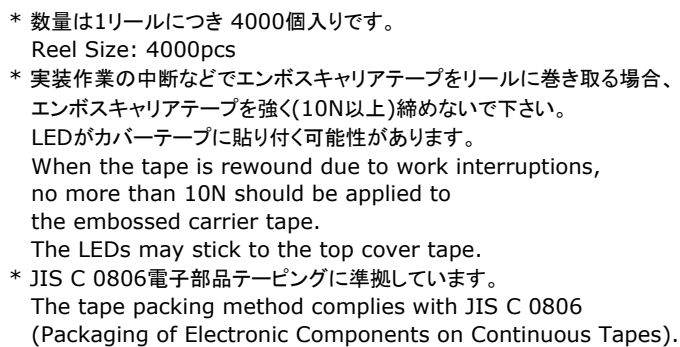 * 数量は1リールにつき 4000個入りです。
Reel Size: 4000pcs
* 実装作業の中断などでエンボスキャリアテープをリールに巻き取る場合、
エンボスキャリアテープを強く(10N以上)締めないで下さい。
LEDがカバーテープに貼り付く可能性があります。
When the tape is rewound due to work interruptions,
no more than 10N should be applied to
the embossed carrier tape.
The LEDs may stick to the top cover tape.
* JIS C 0806電子部品テーピングに準拠しています。
The tape packing method complies with JIS C 0806
(Packaging of Electronic Components on Continuous Tapes).